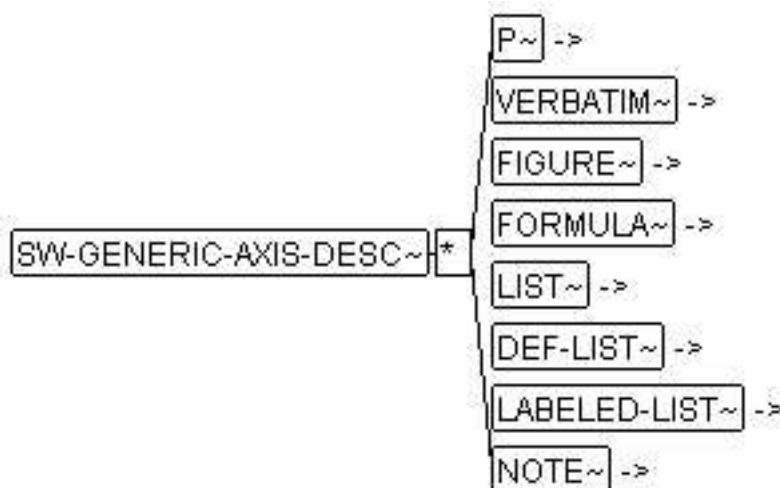 P~ ->
VERBATIM~ ->
FIGURE~ ->
FORMULA~ ->
SW-GENERIC-AXIS-DESC~ *
LIST~ ->
DEF-LIST~ ->
LABELED-LIST~ ->
NOTE~ ->